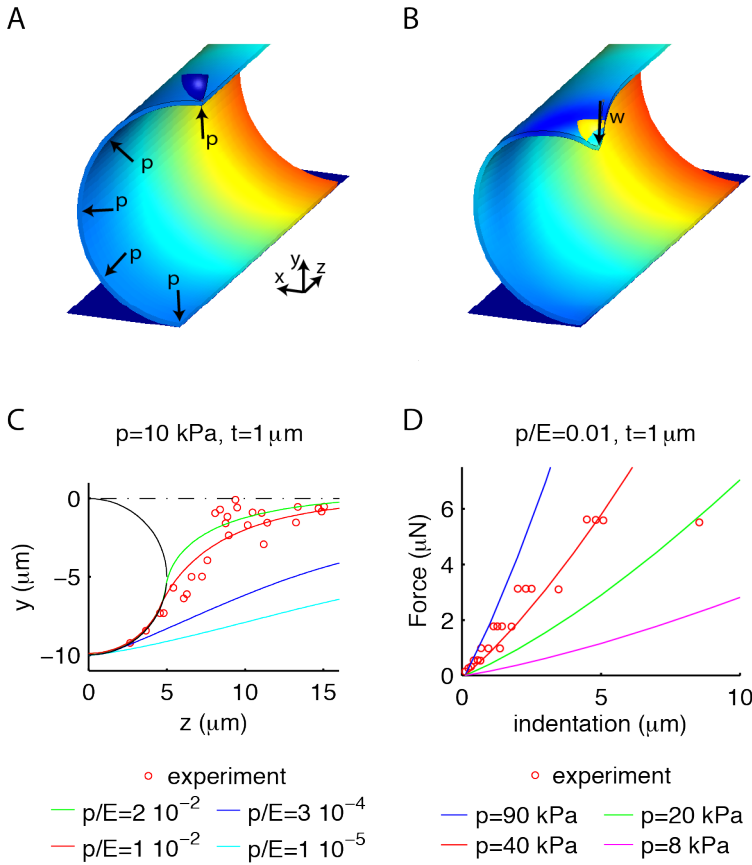 A
B
p
p
p
p
p
w
y
z
x
C
D
p=10 kPa, t=1 μm
p/E=0.01, t=1μm
0
−5
−10
y (μm)
0
5
10
15
z (μm)
6
4
2
0
Force (μN)
0
5
10
indentation (μm)
experiment
p/E=2 10⁻²
p/E=3 10⁻⁴
p/E=1 10⁻²
p/E=1 10⁻⁵
experiment
p=90 kPa
p=20 kPa
p=40 kPa
p=8 kPa